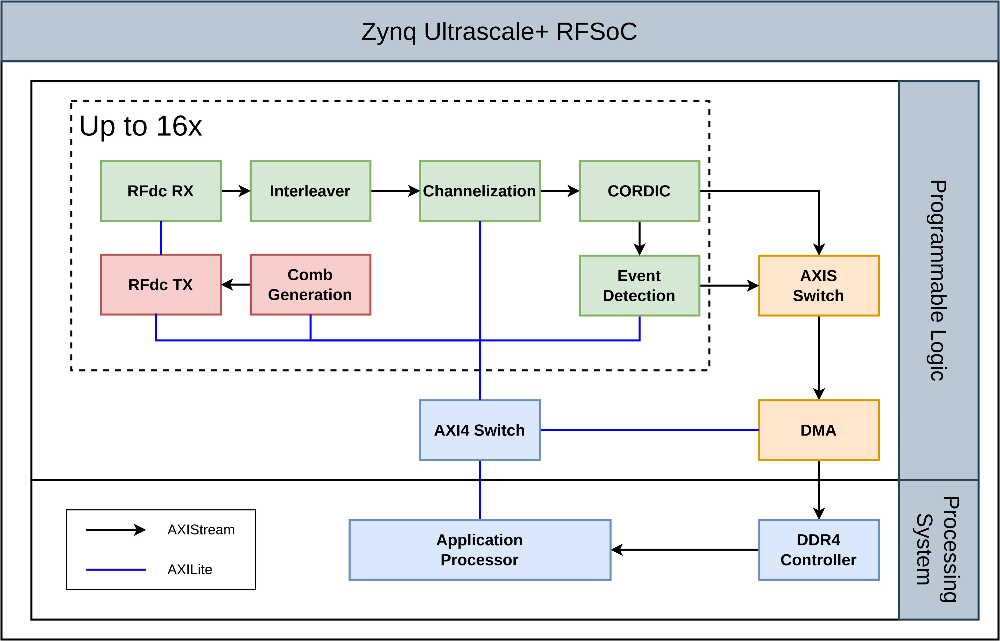 Zynq Ultrascale+ RFSoC
Up to 16x
RFdc RX
Interleaver
Channelization
CORDIC
RFdc TX
Comb
Generation
Event
Detection
AXIS
Switch
Programmable Logic
AXI4 Switch
DMA
AXIStream
AXILite
Application
Processor
DDR4
Controller
Processing
System